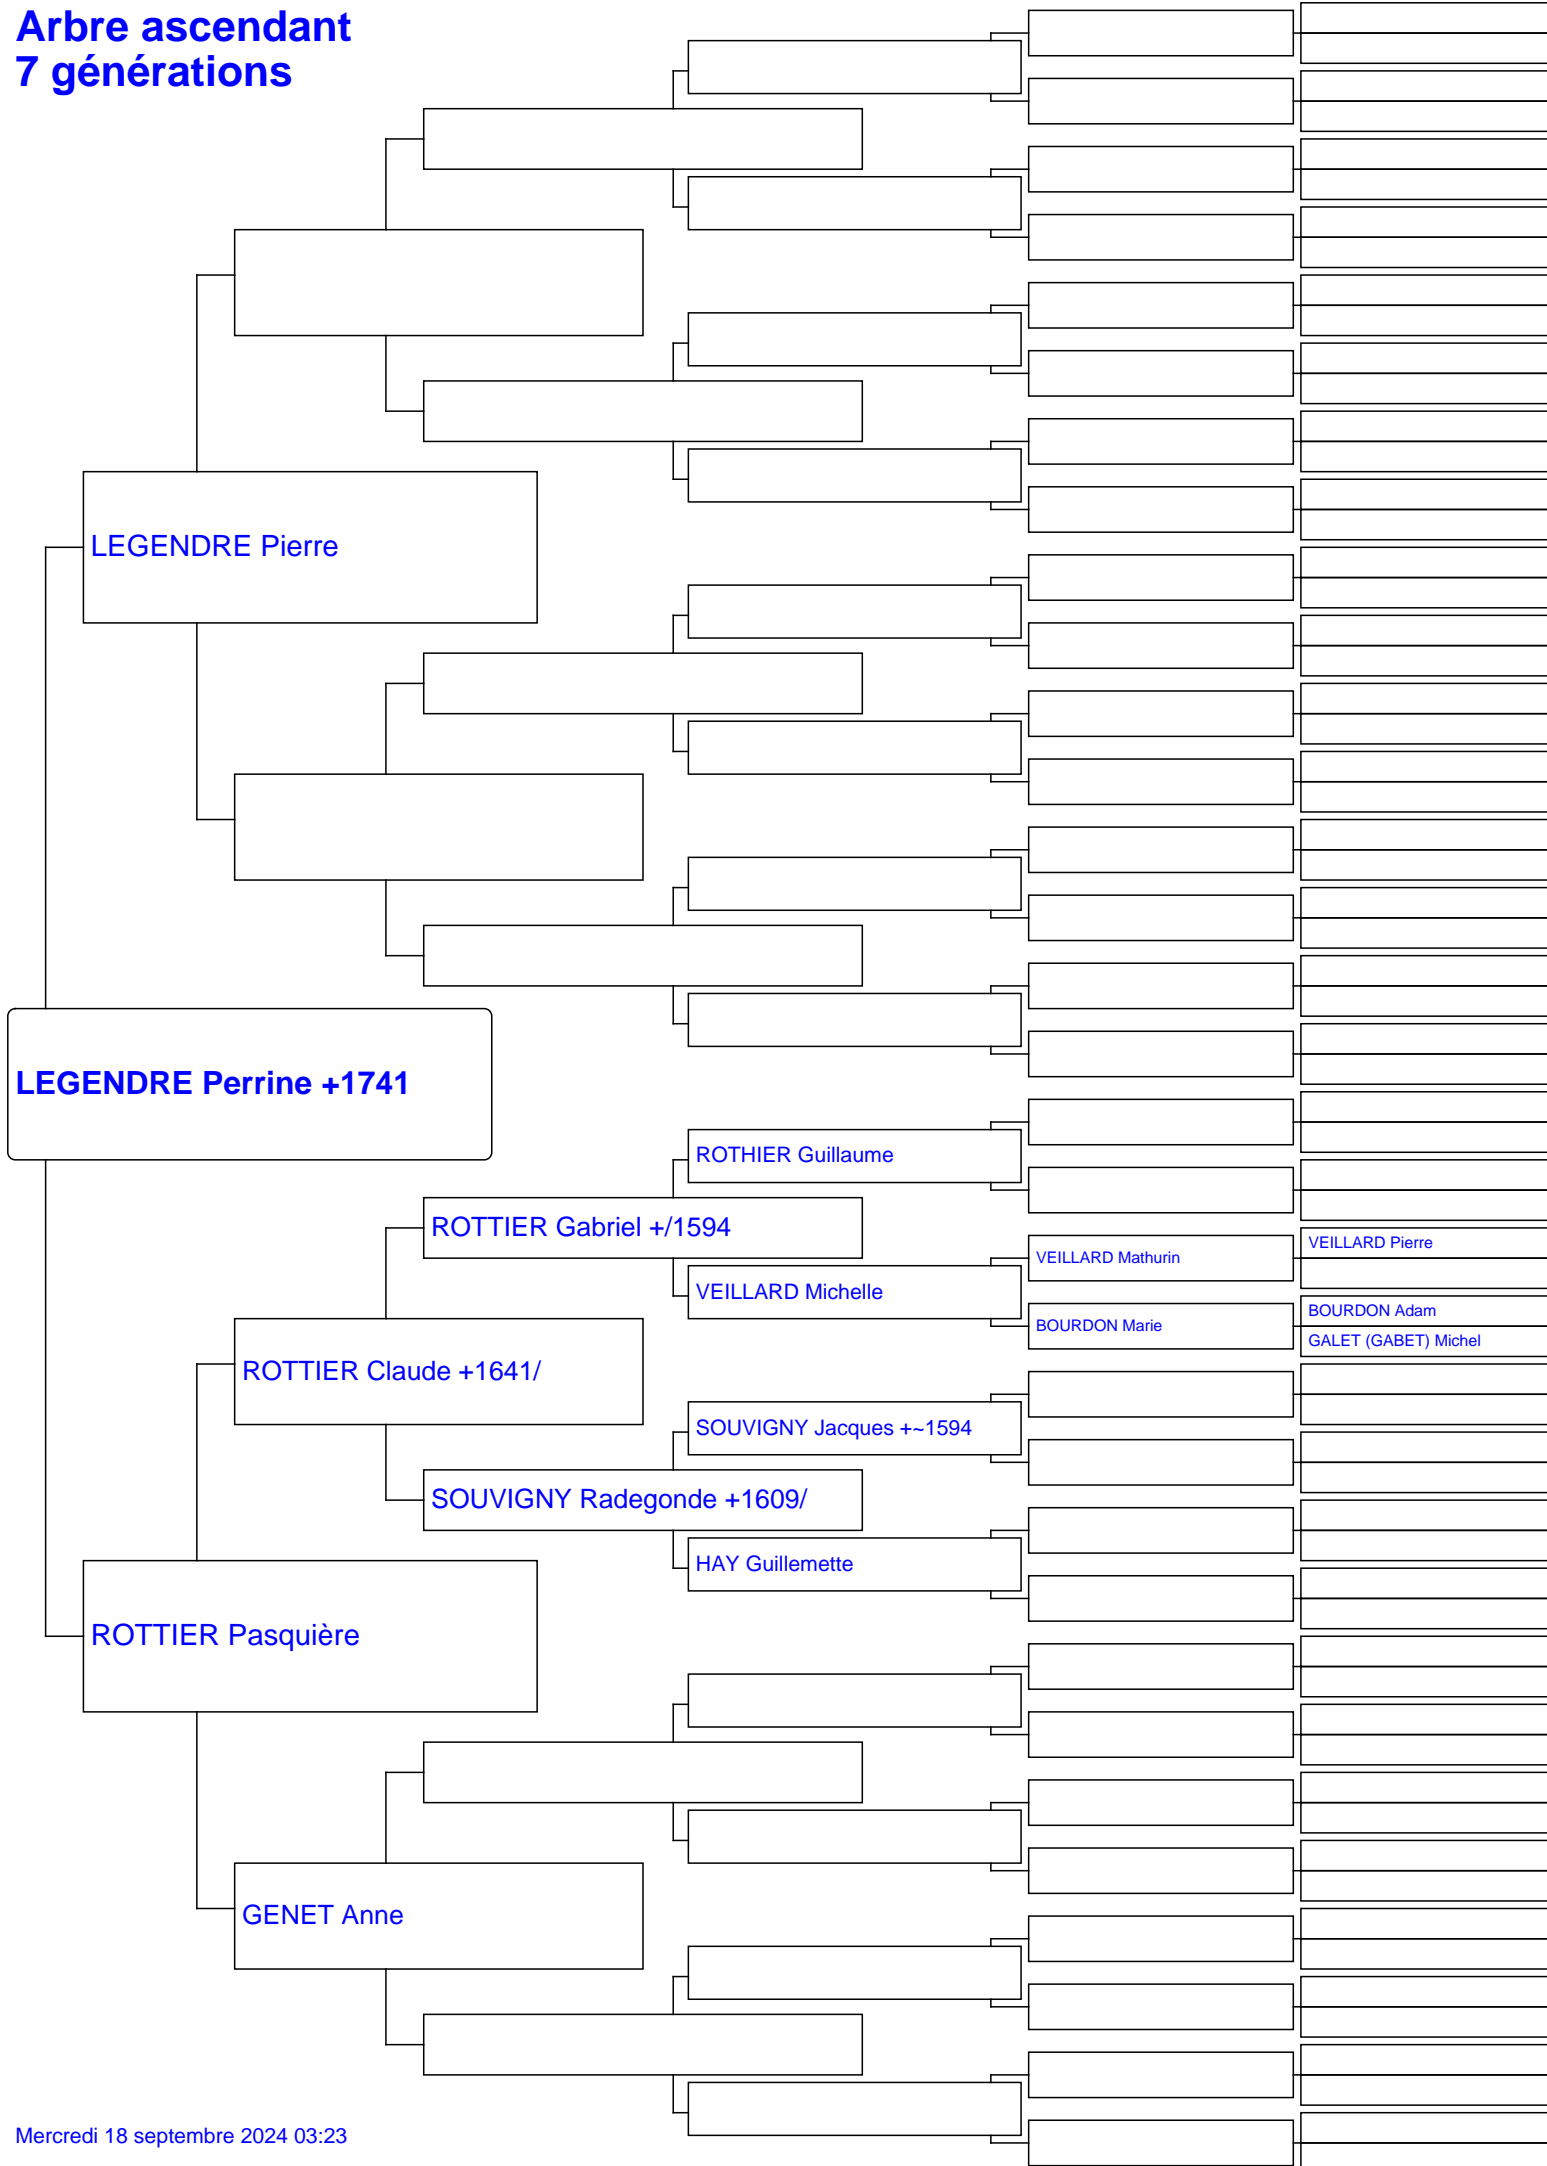 Arbre ascendant
7 générations
LEGENDRE Pierre
LEGENDRE Perrine +1741
ROTHIER Guillaume
ROTTIER Gabriel +/1594
VEILLARD Pierre
VEILLARD Mathurin
VEILLARD Michelle
BOURDON Adam
BOURDON Marie
GALET (GABET) Michel
ROTTIER Claude +1641/
SOUVIGNY Jacques +~1594
SOUVIGNY Radegonde +1609/
HAY Guillemette
ROTTIER Pasquière
GENET Anne
Mercredi 18 septembre 2024 03:23